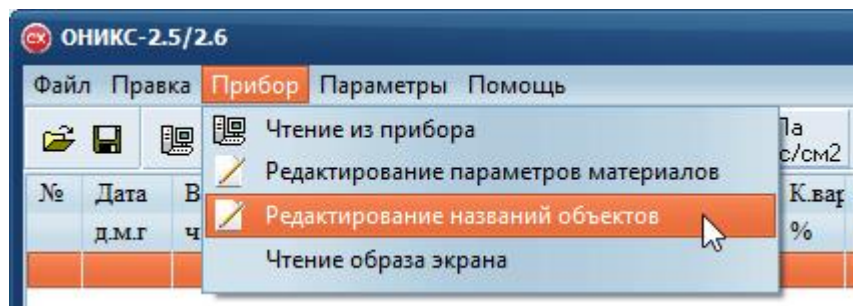 ОНИКС-2.5/2.6
Файл Правка Прибор Параметры Помощь
Чтение из прибора
Редактирование параметров материалов
Редактирование названий объектов
Чтение образа экрана
№ Дата
д.м.г
%